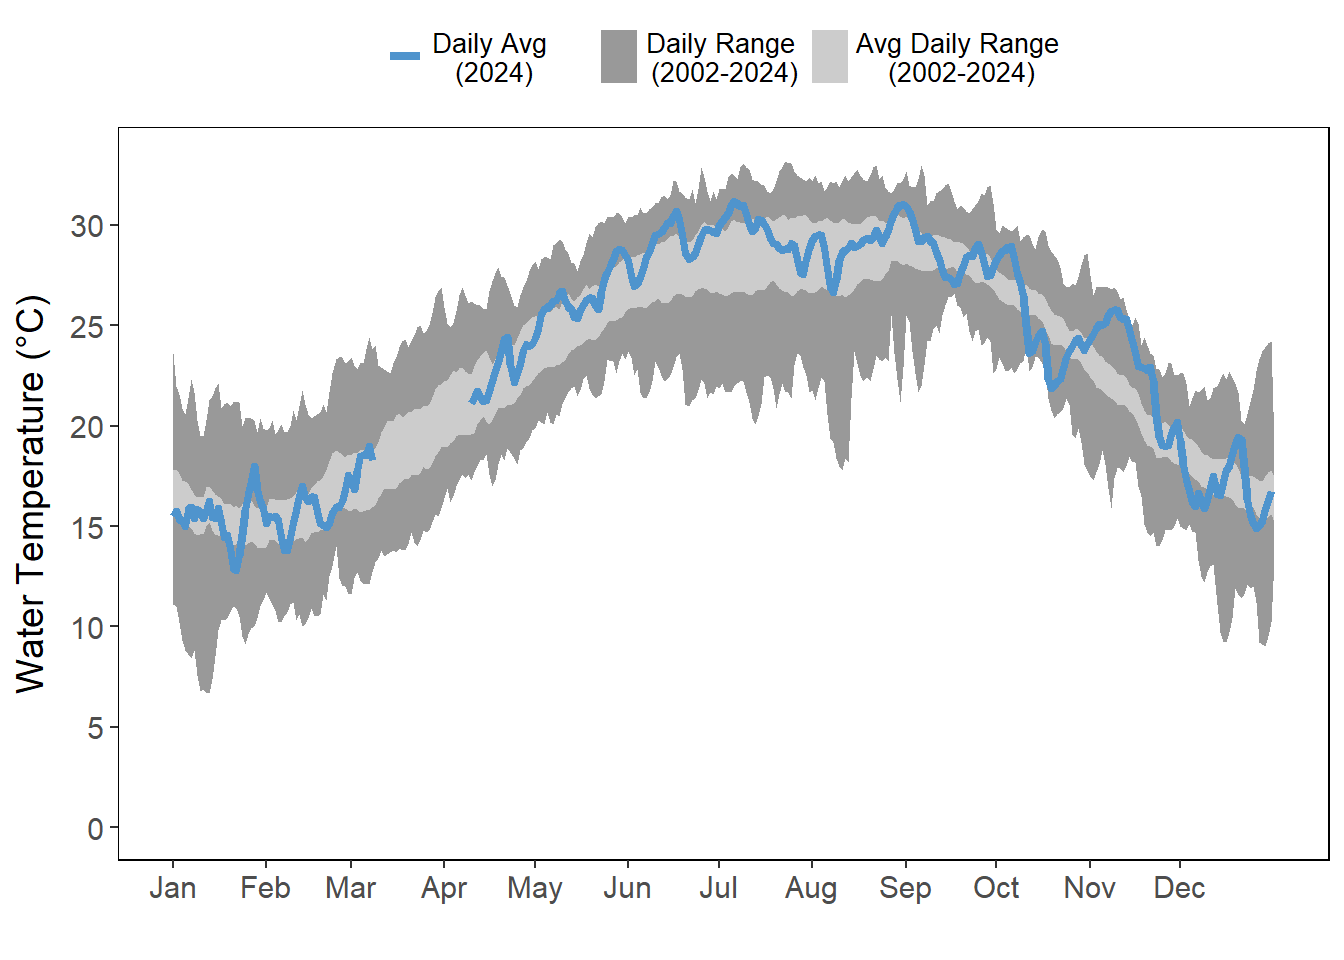 Daily Avg
(2024)
Daily Range
(2002-2024)
Avg Daily Range
(2002-2024)
Water Temperature (°C)
30
25
20
15
10
5
0
Jan Feb Mar Apr May Jun Jul Aug Sep Oct Nov Dec